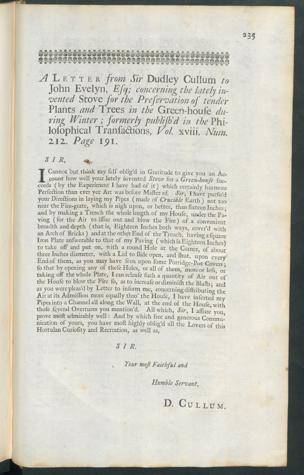 235
A LETTER from Sir Dudley Cullum to
John Evelyn, Esq; concerning the lately in-
vented Stove for the Preservation of tender
Plants and Trees in the Green-house du-
ring Winter; formerly publish'd in the Phi-
losophical Transactions, Vol. xviii. Num.
212. Page 191.
SIR,
I Cannot but think my self oblig'd in Gratitude to give you an Ac-
count how well your lately invented Stove for a Green-house suc-
ceeds (by the Experiment I have had of it) which certainly hastens
Perfection than ever yet Art was before Master of. Sir, I have pursu'd
your Directions in laying my Pipes (made of Crucible Earth) not too
near the Fire-grate, which is nigh upon, or better, than sixteen Inches,
and by making a Trench the whole length of my House, under the Pa-
ving (for the Air to issue out and blow the Fire) of a convenient
breadth and depth (that is, Eighteen Inches both ways, cover'd with
an Arch of Bricks) and at the other End of the Trench, having a square
Iron Plate answerable to that of my Paving (which is Eighteen Inches)
to take off and put on, with a round Hole at the Corner, of about
three Inches diameter, with a Lid to slide open, and shut, upon every
End of them, as you may have seen upon some Porridge-Pot Covers,
so that by opening any of their Holes, or all of them, more or less, or
taking off the whole Plate, I can include such a quantity of Air out of
the House to blow the Fire so, as to increase or diminish the Blast; and
as you were pleas'd by Letter to inform me, concerning distributing the
Air at its Admission more equally thro' the House, I have inserted my
Pipes into a Channel all along the Wall, at the end of the House, with
those several Overtures you mention'd. All which, Sir, I assure you,
prove most admirably well: And by which free and generous Commu-
nication of yours, you have most highly oblig'd all the Lovers of this
Hortulan Curiosity and Recreation, as well as,
SIR.
Your most Faithful and
Humble Servant,
D. CULLUM.